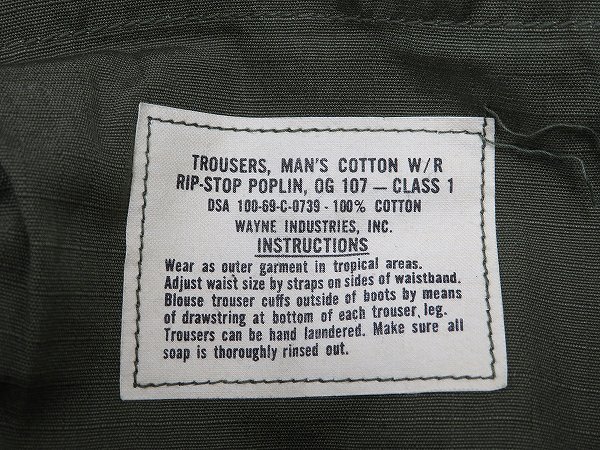 TROUSERS, MAN'S COTTON W/R
RIP-STOP POPLIN, OG 107 — CLASS 1
DSA 100-69-C-0739 - 100% COTTON
WAYNE INDUSTRIES, INC.
INSTRUCTIONS
Wear as outer garment in tropical areas.
Adjust waist size by straps on sides of waistband.
Blouse trouser cuffs outside of boots by means
of drawstring at bottom of each trouser leg.
Trousers can be hand laundered. Make sure all
soap is thoroughly rinsed out.